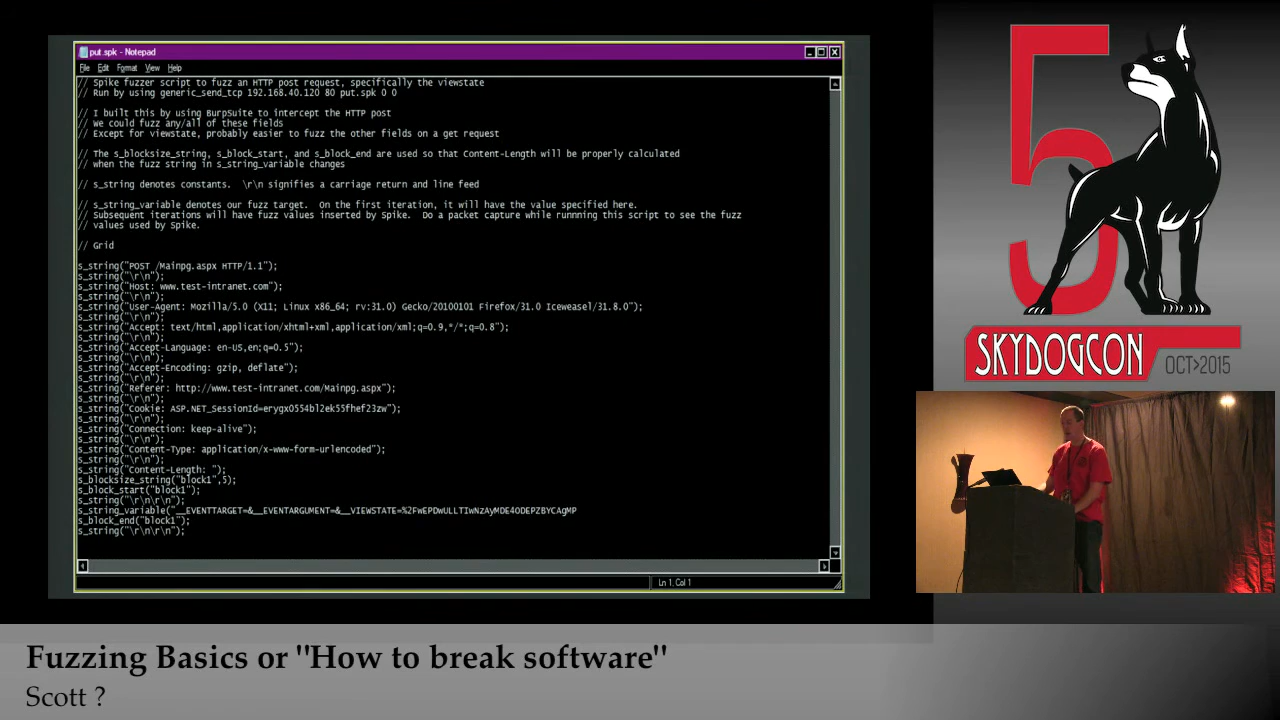 put.spk - Notepad
File Edit Format View Help
// Spike fuzzer script to fuzz an HTTP post request, specifically the viewstate
// Run by using generic_send_tcp 192.168.40.120 80 put.spk 0 0
// I built this by using BurpSuite to intercept the HTTP post
// We could fuzz any/all of these fields
// Except for viewstate, probably easier to fuzz the other fields on a get request
// The s_blocksize_string, s_block_start, and s_block_end are used so that Content-Length will be properly calculated
// when the fuzz string in s_string_variable changes
// s_string denotes constants.  \r\n signifies a carriage return and line feed
// s_string_variable denotes our fuzz target.  On the first iteration, it will have the value specified here.
// Subsequent iterations will have fuzz values inserted by Spike.  Do a packet capture while runnning this script to see the fuzz
// values used by Spike.
// Grid
s_string("POST /Mainpg.aspx HTTP/1.1");
s_string("\r\n");
s_string("Host: www.test-intranet.com");
s_string("\r\n");
s_string("User-Agent: Mozilla/5.0 (X11; Linux x86_64; rv:31.0) Gecko/20100101 Firefox/31.0 Iceweasel/31.8.0");
s_string("\r\n");
s_string("Accept: text/html,application/xhtml+xml,application/xml;q=0.9,*/*;q=0.8");
s_string("\r\n");
s_string("Accept-Language: en-US,en;q=0.5");
s_string("\r\n");
s_string("Accept-Encoding: gzip, deflate");
s_string("\r\n");
s_string("Referer: http://www.test-intranet.com/Mainpg.aspx");
s_string("\r\n");
s_string("Cookie: ASP.NET_SessionId=erygx0554bl2ek55fhef23zw");
s_string("\r\n");
s_string("Connection: keep-alive");
s_string("\r\n");
s_string("Content-Type: application/x-www-form-urlencoded");
s_string("\r\n");
s_string("Content-Length: ");
s_blocksize_string("block1",5);
s_block_start("block1");
s_string("\r\n\r\n");
s_string_variable("__EVENTTARGET=&__EVENTARGUMENT=&__VIEWSTATE=%2FwEPDwULLTIwNzAyMDE4ODEPZBYCAgMP
s_block_end("block1");
s_string("\r\n\r\n");
Ln 1, Col 1
5
SKYDOGCON OCT>2015
Fuzzing Basics or "How to break software"
Scott ?